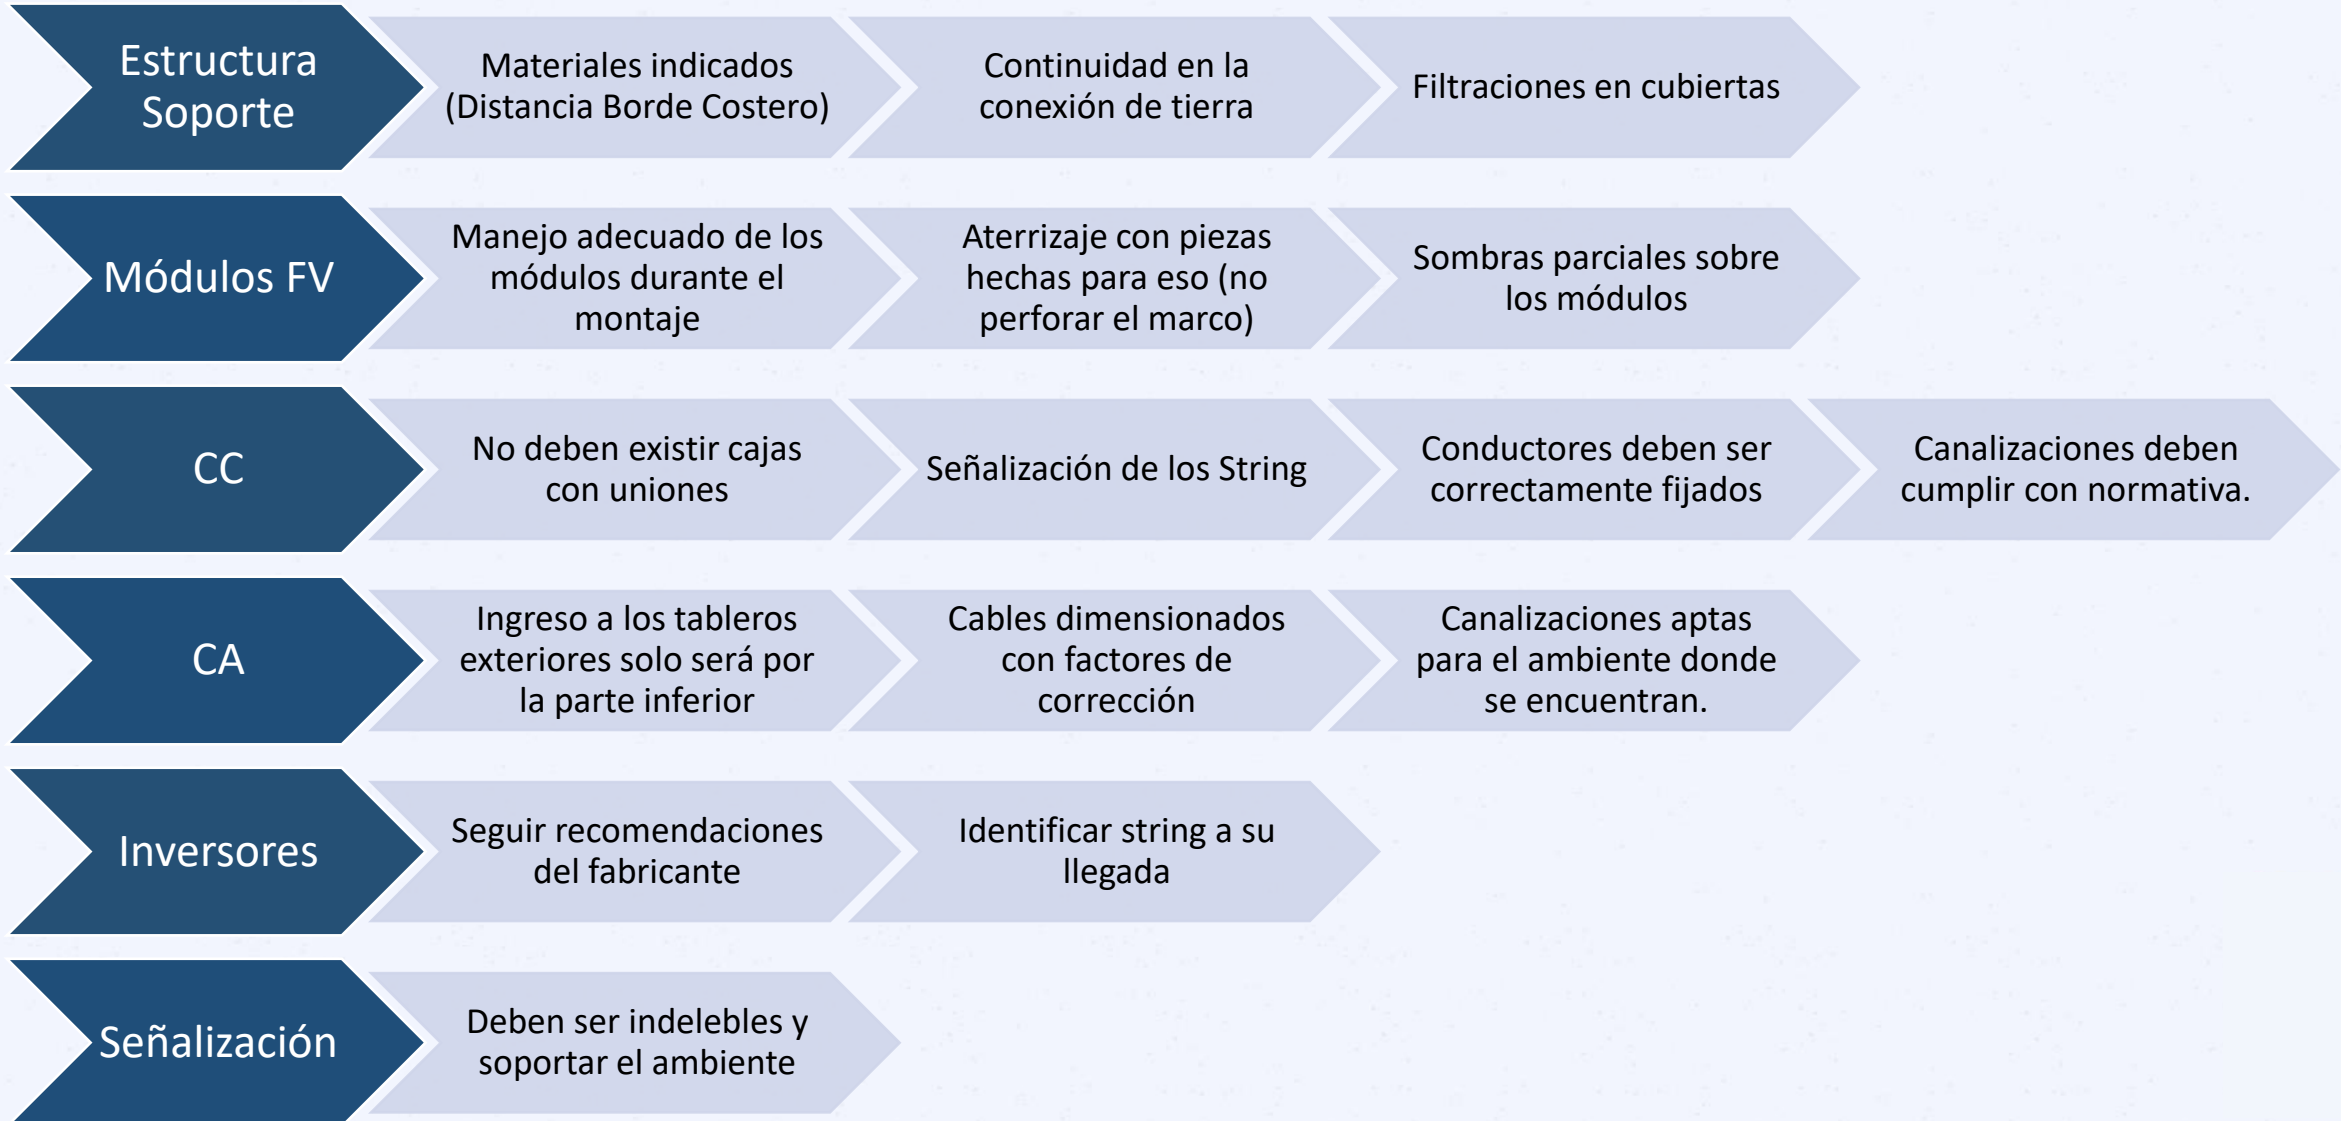 Estructura
Soporte
Materiales indicados
(Distancia Borde Costero)
Continuidad en la
conexión de tierra
Filtraciones en cubiertas
Módulos FV
Manejo adecuado de los
módulos durante el
montaje
Aterrizaje con piezas
hechas para eso (no
perforar el marco)
Sombras parciales sobre
los módulos
CC
No deben existir cajas
con uniones
Señalización de los String
Conductores deben ser
correctamente fijados
Canalizaciones deben
cumplir con normativa.
CA
Ingreso a los tableros
exteriores solo será por
la parte inferior
Cables dimensionados
con factores de
corrección
Canalizaciones aptas
para el ambiente donde
se encuentran.
Inversores
Seguir recomendaciones
del fabricante
Identificar string a su
llegada
Señalización
Deben ser indelebles y
soportar el ambiente